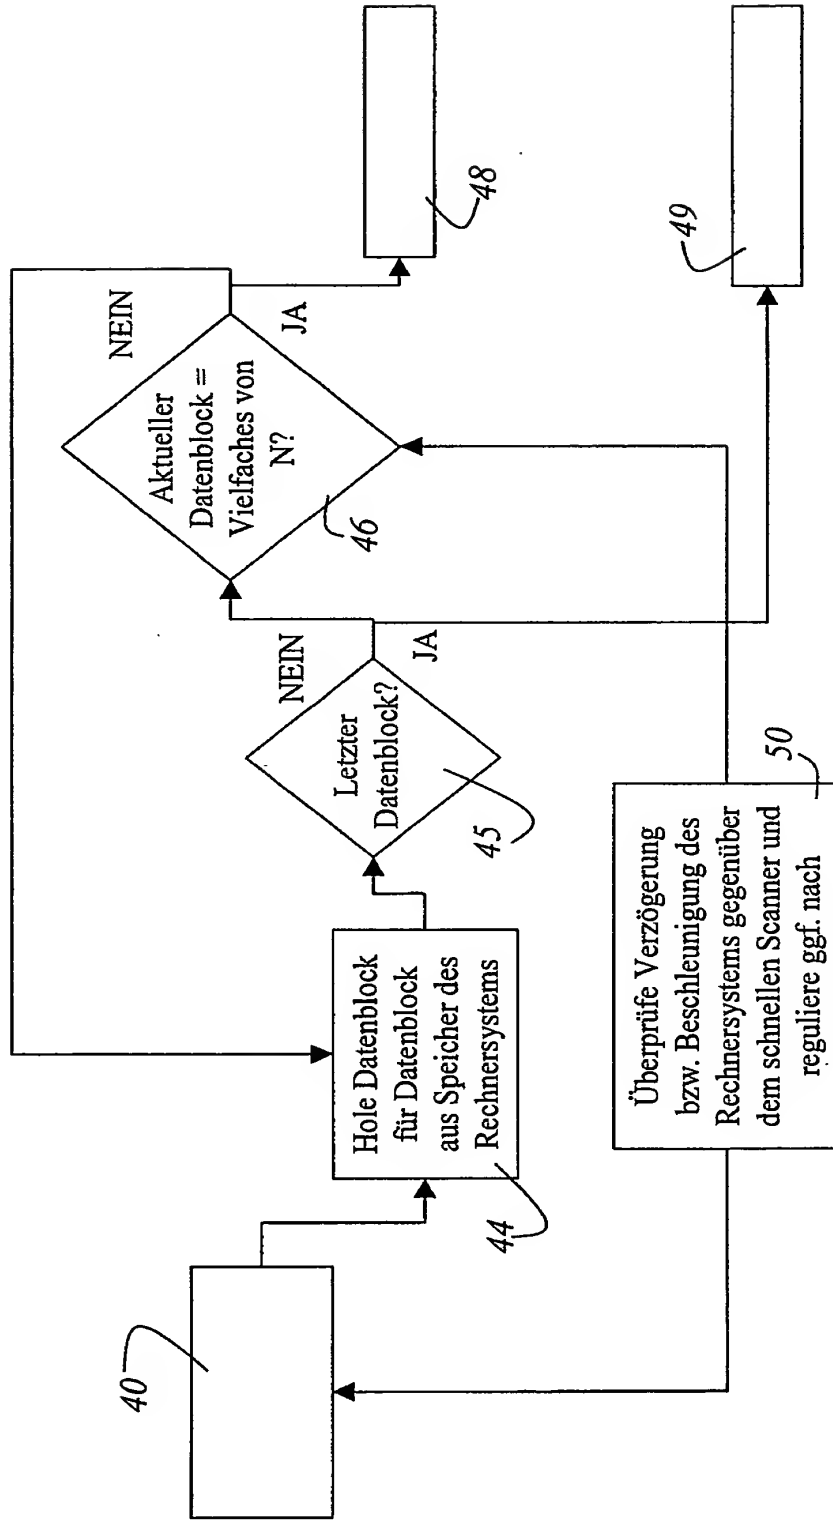 40
Hole Datenblock
für Datenblock
aus Speicher des
Rechnersystems
44
Letzter
Datenblock?
45
NEIN
JA
Aktueller
Datenblock =
Vielfaches von
N?
46
NEIN
JA
48
49
Überprüfe Verzögerung
bzw. Beschleunigung des
Rechnersystems gegenüber
dem schnellen Scanner und
reguliere ggf. nach
50